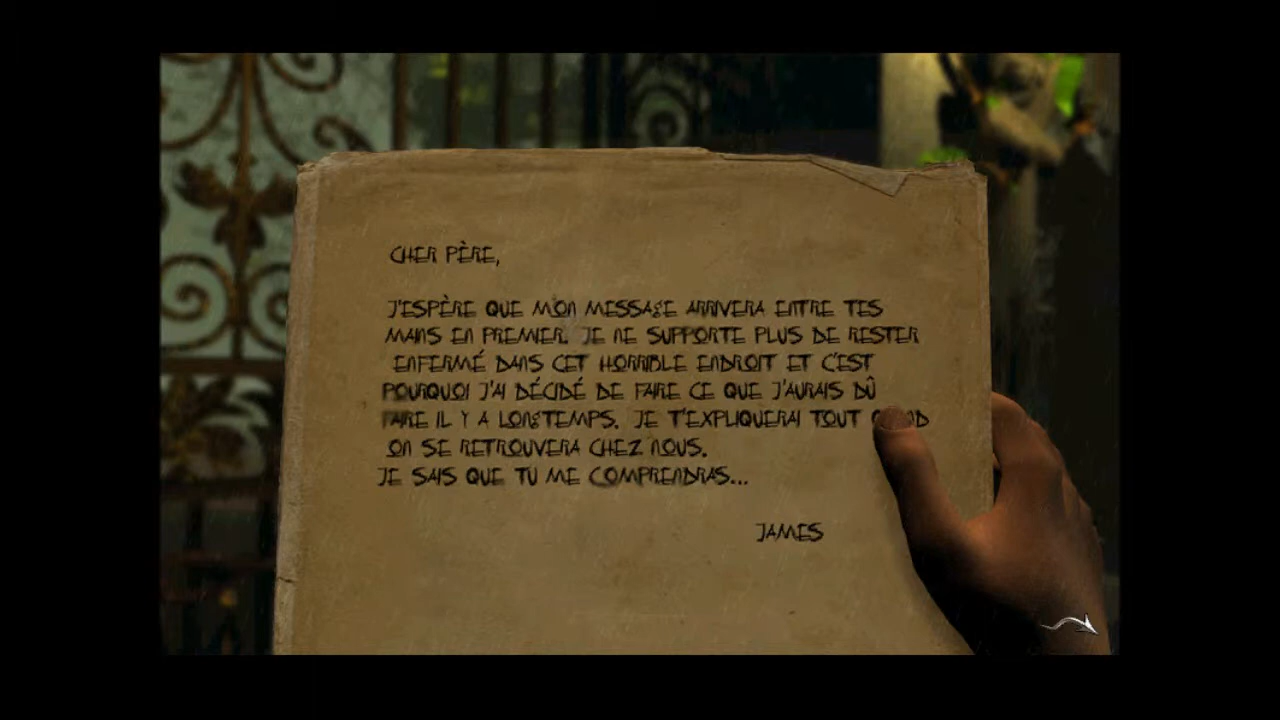 CHER PÈRE,
J'ESPÈRE QUE MON MESSAGE ARRIVERA ENTRE TES
MAINS EN PREMIER. JE NE SUPPORTE PLUS DE RESTER
ENFERMÉ DANS CET HORRIBLE ENDROIT ET C'EST
POURQUOI J'AI DÉCIDÉ DE FAIRE CE QUE J'AURAIS DÛ
FAIRE IL Y A LONGTEMPS. JE T'EXPLIQUERAI TOUT
ON SE RETROUVERA CHEZ NOUS.
JE SAIS QUE TU ME COMPRENDRAS...
JAMES